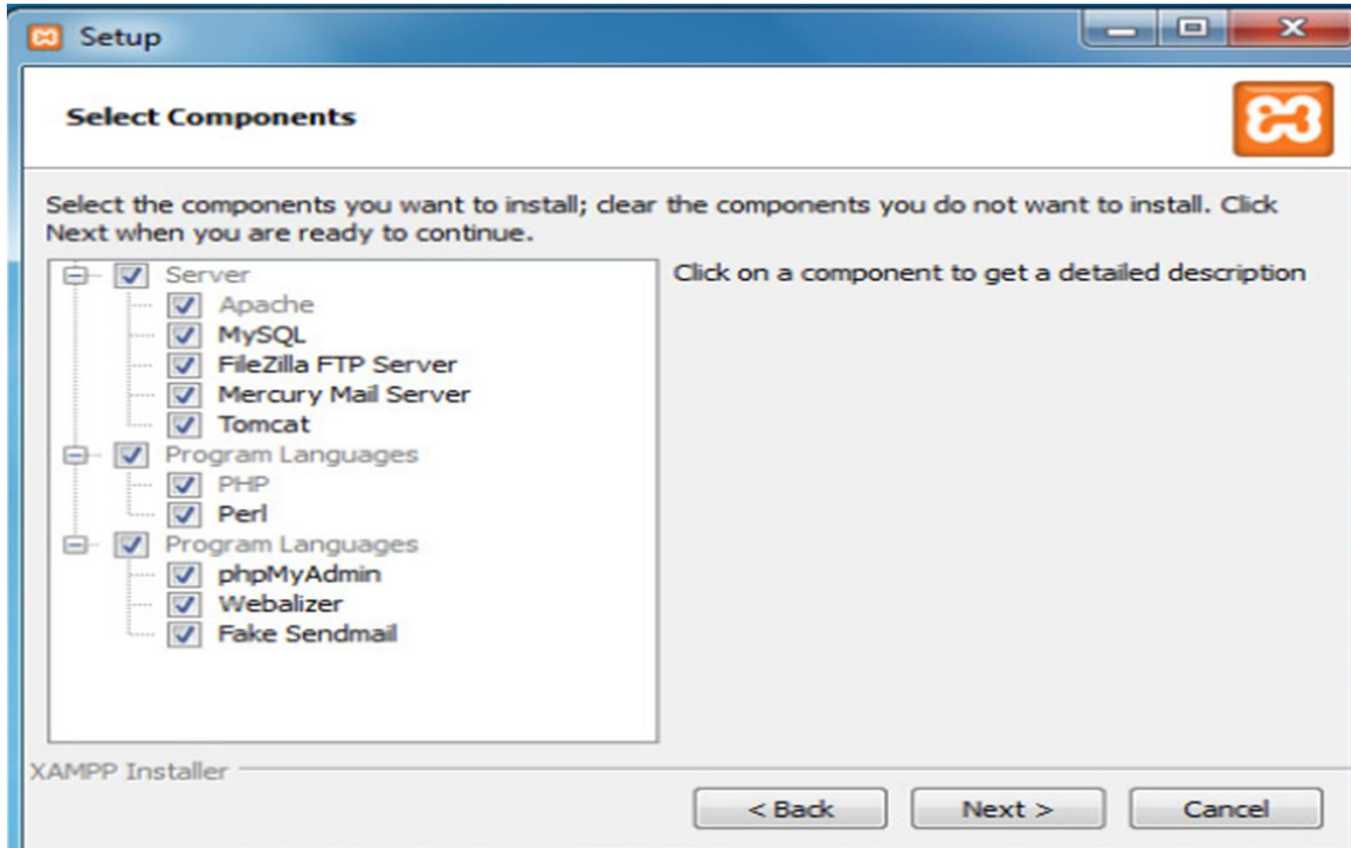 Setup
Select Components
Select the components you want to install; clear the components you do not want to install. Click
Next when you are ready to continue.
Server
Apache
MySQL
FileZilla FTP Server
Mercury Mail Server
Tomcat
Program Languages
PHP
Perl
Program Languages
phpMyAdmin
Webalizer
Fake Sendmail
Click on a component to get a detailed description
XAMPP Installer
< Back
Next >
Cancel